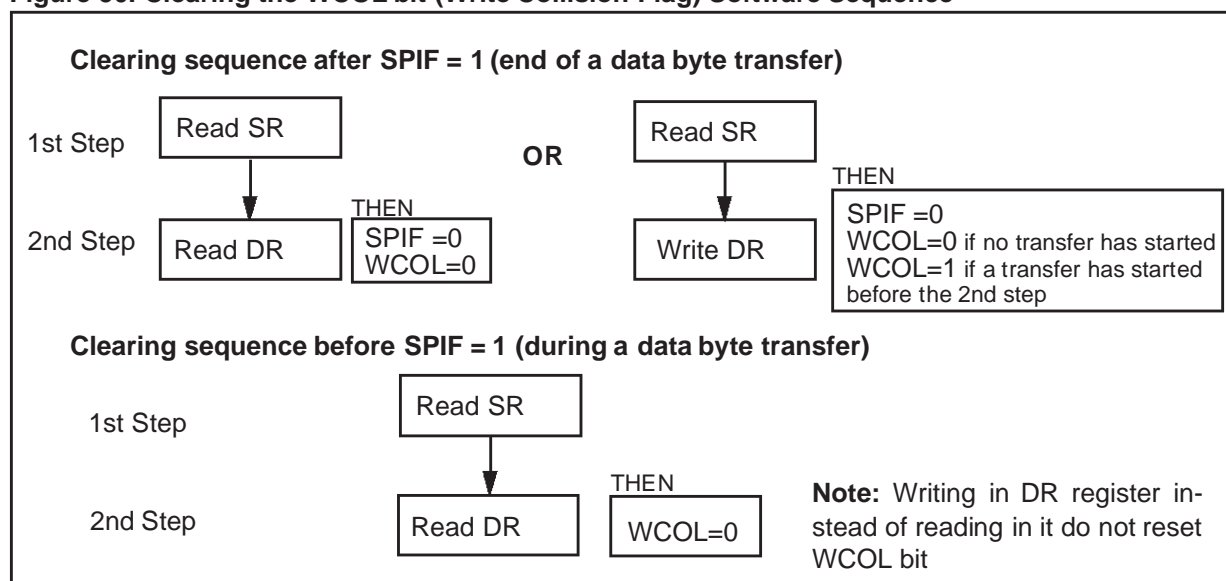 Clearing sequence after SPIF = 1 (end of a data byte transfer)
1st Step
Read SR
OR
Read SR
THEN
2nd Step
Read DR
THEN
SPIF =0
WCOL=0
Write DR
SPIF =0
WCOL=0 if no transfer has started
WCOL=1 if a transfer has started
before the 2nd step
Clearing sequence before SPIF = 1 (during a data byte transfer)
1st Step
Read SR
2nd Step
Read DR
THEN
WCOL=0
Note: Writing in DR register in-
stead of reading in it do not reset
WCOL bit